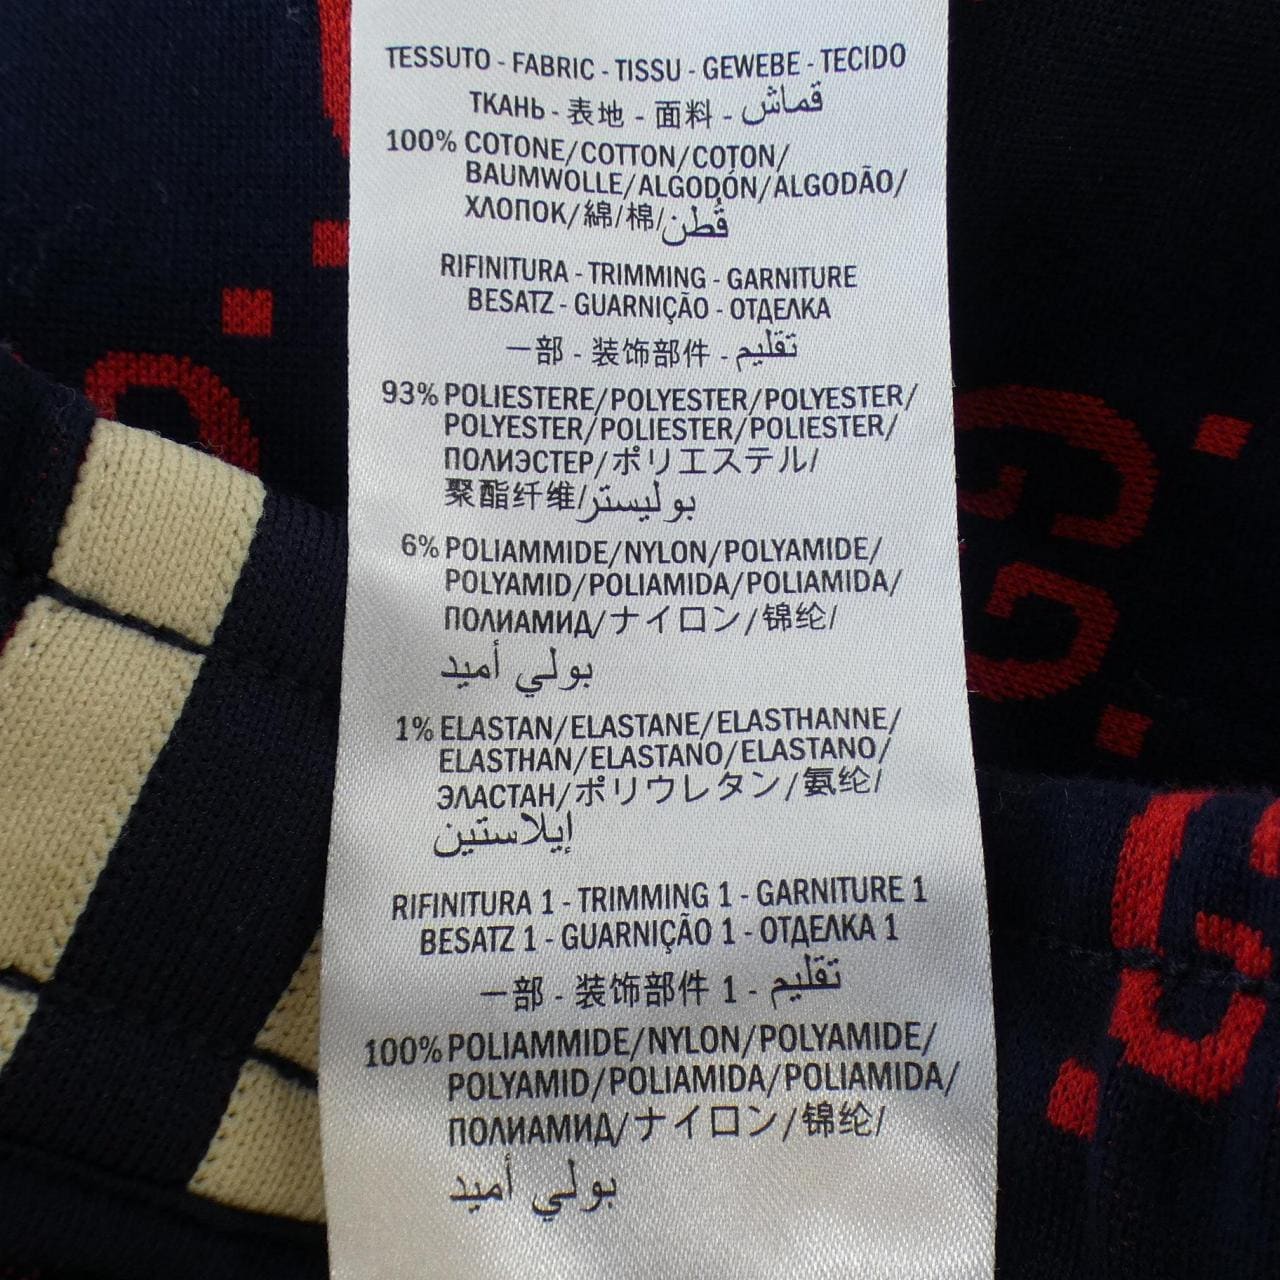 TESSUTO - FABRIC - TISSU - GEWEBE - TECIDO
ТКАНЬ - 表地 - 面料 - قماش
100% COTONE/COTTON/COTON/
BAUMWOLLE/ALGODÓN/ALGODÃO/
ХЛОПОК/綿/棉/قُطن
RIFINITURA - TRIMMING - GARNITURE
BESATZ - GUARNIÇÃO - ОТДЕЛКА
一部 - 装饰部件 - تقليم
93% POLIESTERE/POLYESTER/POLYESTER/
POLYESTER/POLIESTER/POLIESTER/
ПОЛИЭСТЕР/ポリエステル/
聚酯纤维/بوليستر
6% POLIAMMIDE/NYLON/POLYAMIDE/
POLYAMID/POLIAMIDA/POLIAMIDA/
ПОЛИАМИД/ナイロン/锦纶/
بولي أميد
1% ELASTAN/ELASTANE/ELASTHANNE/
ELASTHAN/ELASTANO/ELASTANO/
ЭЛАСТАН/ポリウレタン/氨纶/
إيلاستين
RIFINITURA 1 - TRIMMING 1 - GARNITURE 1
BESATZ 1 - GUARNIÇÃO 1 - ОТДЕЛКА 1
一部 - 装饰部件 1 - تقليم
100% POLIAMMIDE/NYLON/POLYAMIDE/
POLYAMID/POLIAMIDA/POLIAMIDA/
ПОЛИАМИД/ナイロン/锦纶/
بولي أميد